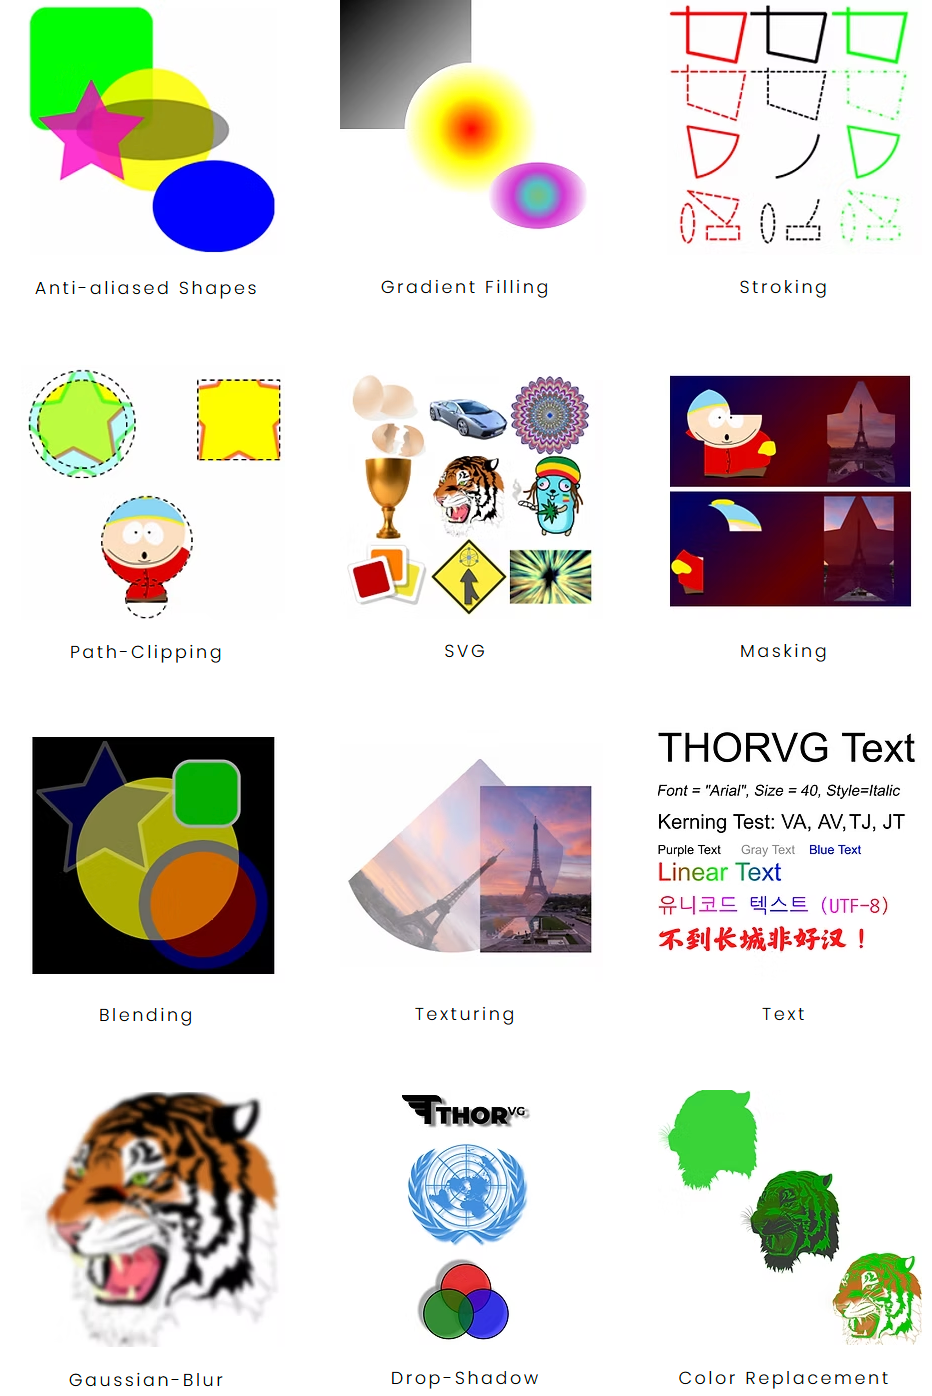 Anti-aliased Shapes
Gradient Filling
Stroking
Path-Clipping
SVG
Masking
THORVG Text
Font = "Arial", Size = 40, Style=Italic
Kerning Test: VA, AV, TJ, JT
Purple Text Gray Text Blue Text
Linear Text
유니코드 텍스트 (UTF-8)
不到长城非好汉！
Blending
Texturing
Text
THORVG
Gaussian-Blur
Drop-Shadow
Color Replacement